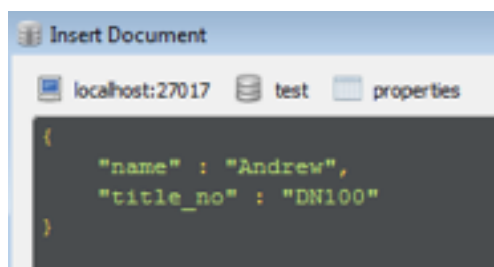 Insert Document
localhost:27017 test properties
{
"name" : "Andrew",
"title_no" : "DN100"
}